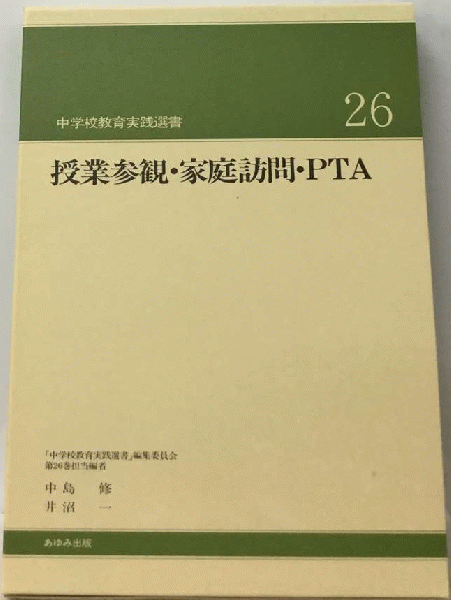 中学校教育実践選書
26
授業参観・家庭訪問・PTA
「中学校教育実践選書」編集委員会
第26巻担当編者
中島 修
井沼 一
あゆみ出版